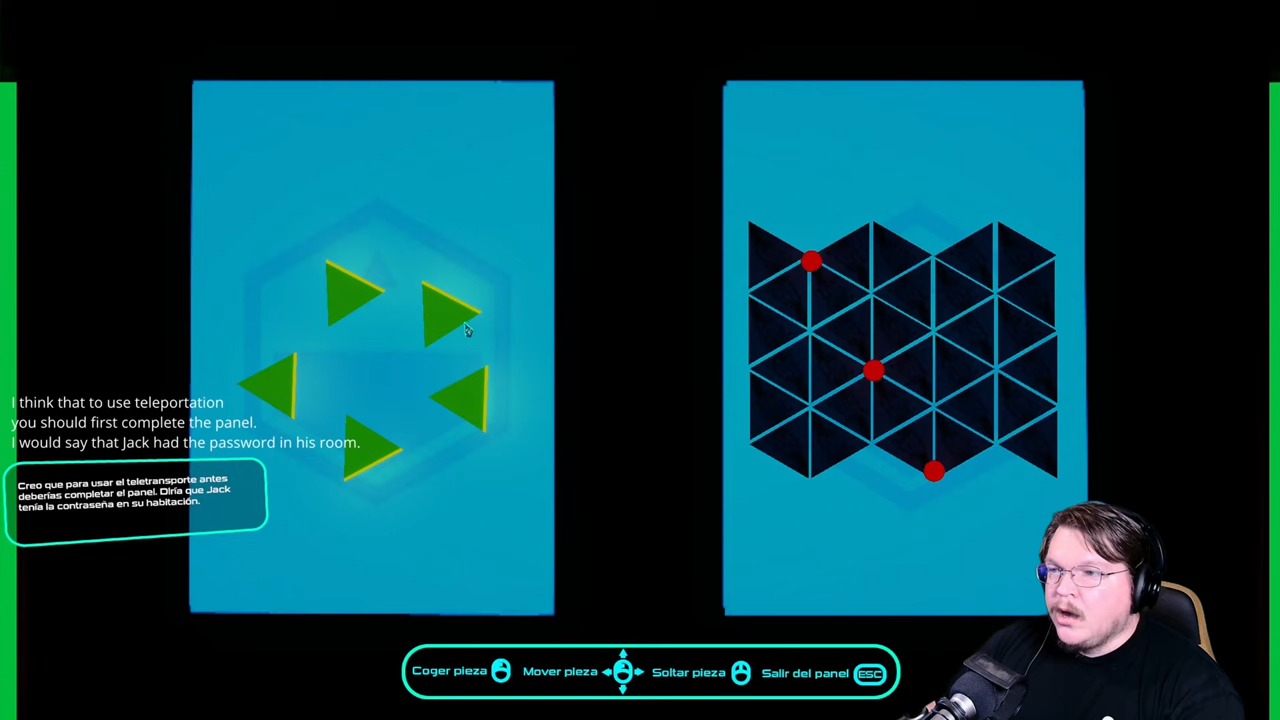 I think that to use teleportation
you should first complete the panel.
I would say that Jack had the password in his room.
Creo que para usar el teletransporte antes
deberías completar el panel. Diría que Jack
tenía la contraseña en su habitación.
Coger pieza Mover pieza Soltar pieza Salir del panel ESC